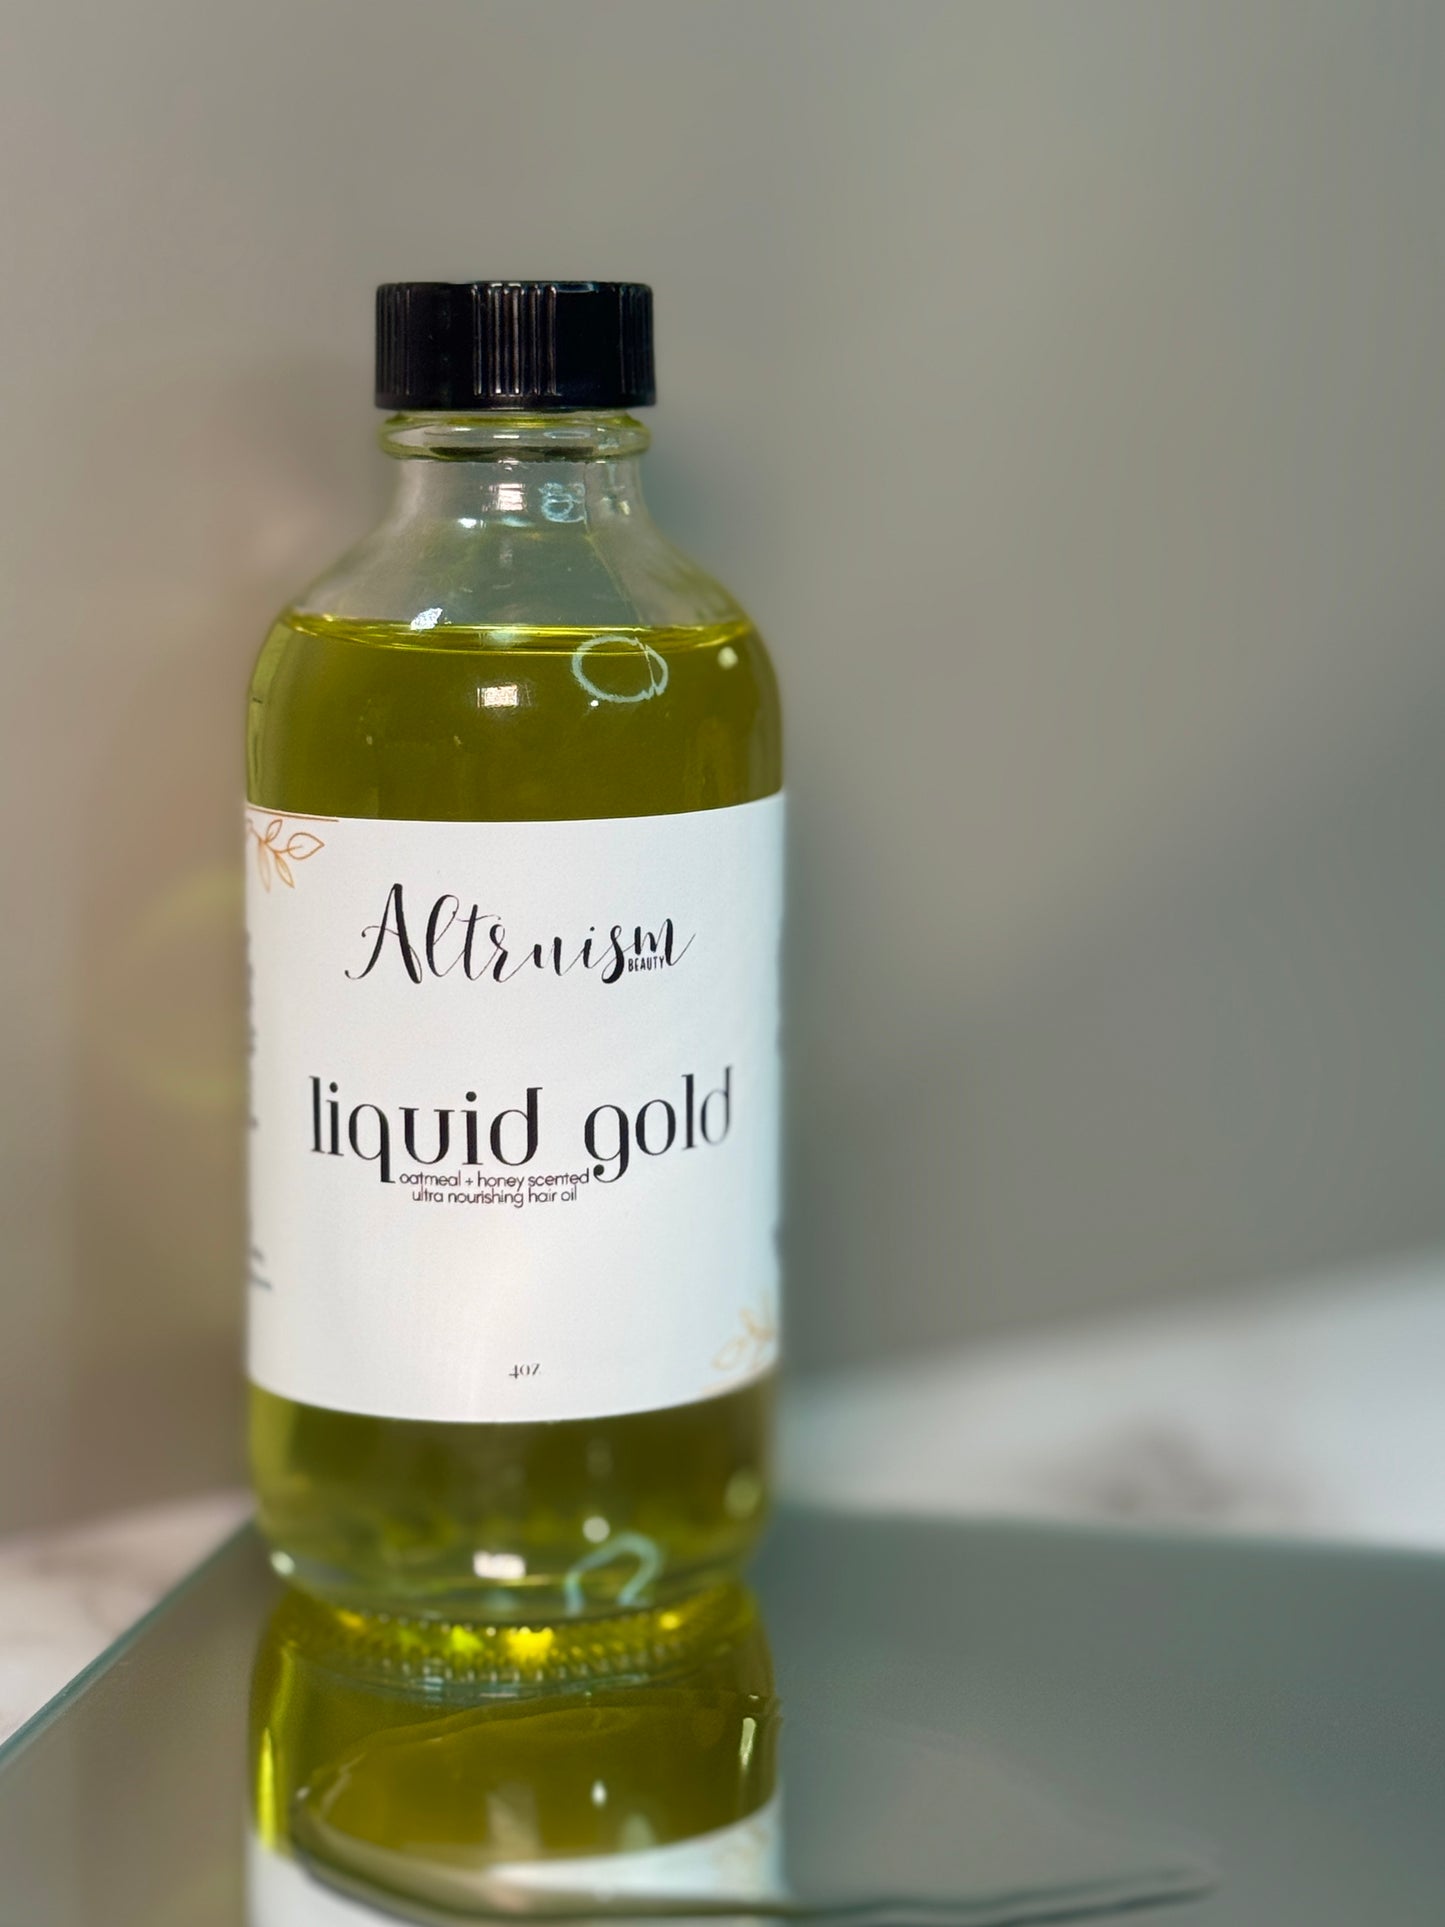 Altruism
BEAUTY
liquid gold
oatmeal + honey scented
ultra nourishing hair oil
4oz